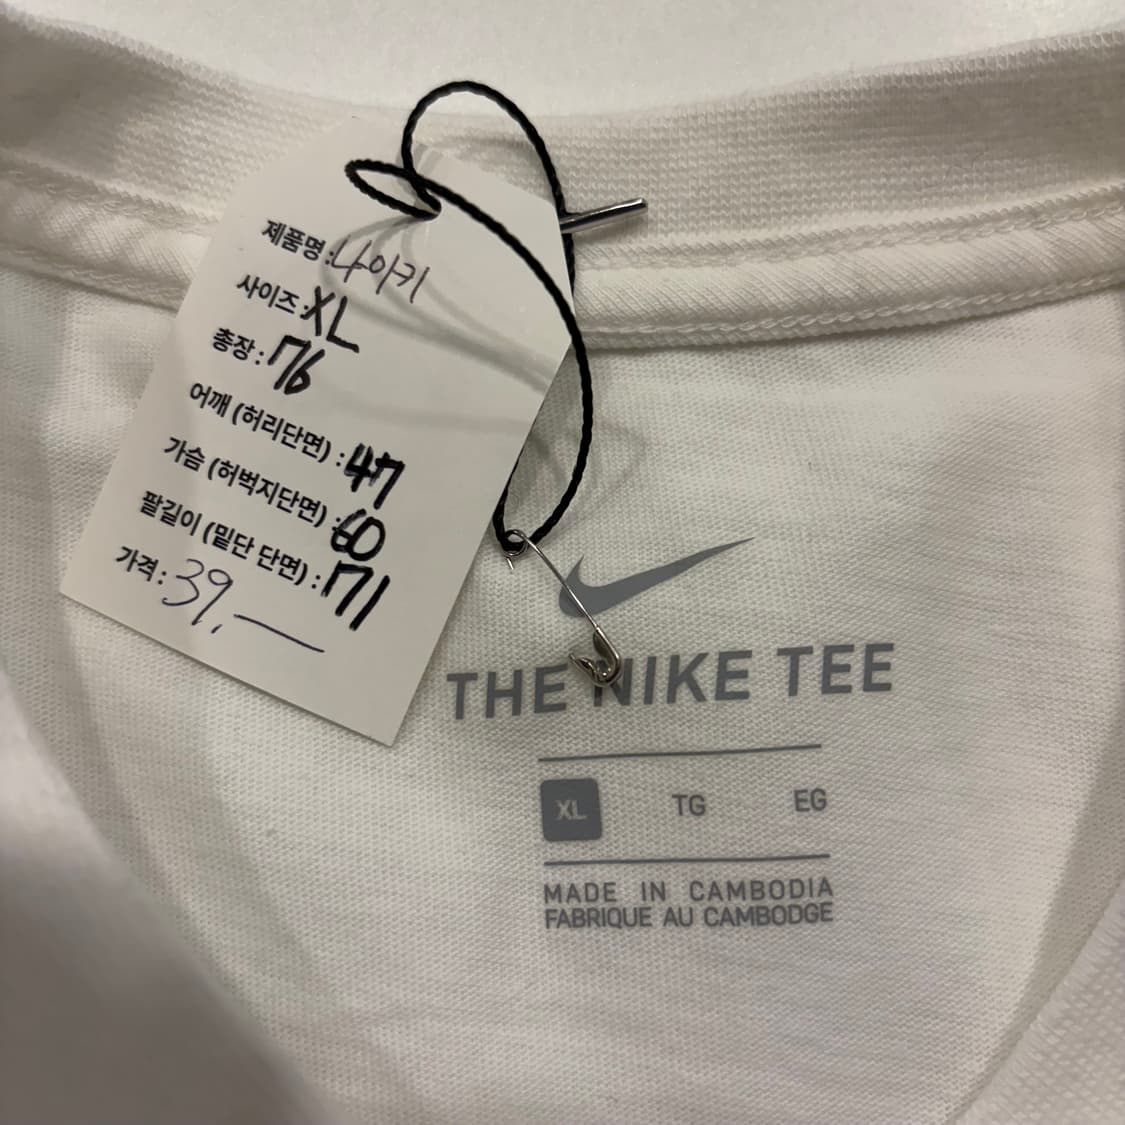 제품명 : 나이키
사이즈 : XL
총장 : 76
어깨 (허리단면) : 47
가슴 (허벅지단면) : 60
팔길이 (밑단 단면) : 71
가격 : 39,—
THE NIKE TEE
XL TG EG
MADE IN CAMBODIA
FABRIQUE AU CAMBODGE